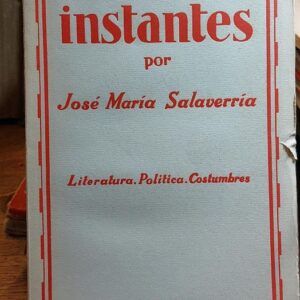 instantes
por
José María Salaverría
Literatura. Política. Costumbres